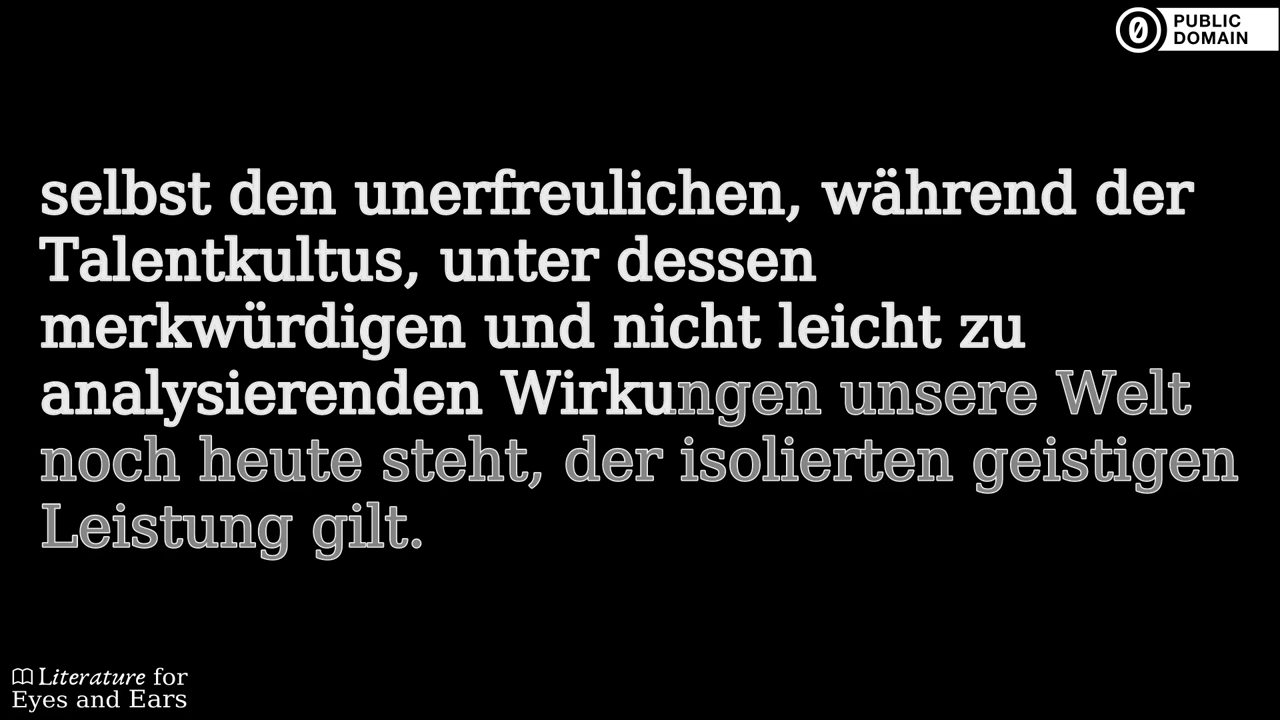 PUBLIC
DOMAIN
selbst den unerfreulichen, während der
Talentkultus, unter dessen
merkwürdigen und nicht leicht zu
analysierenden Wirkungen unsere Welt
noch heute steht, der isolierten geistigen
Leistung gilt.
Literature for
Eyes and Ears